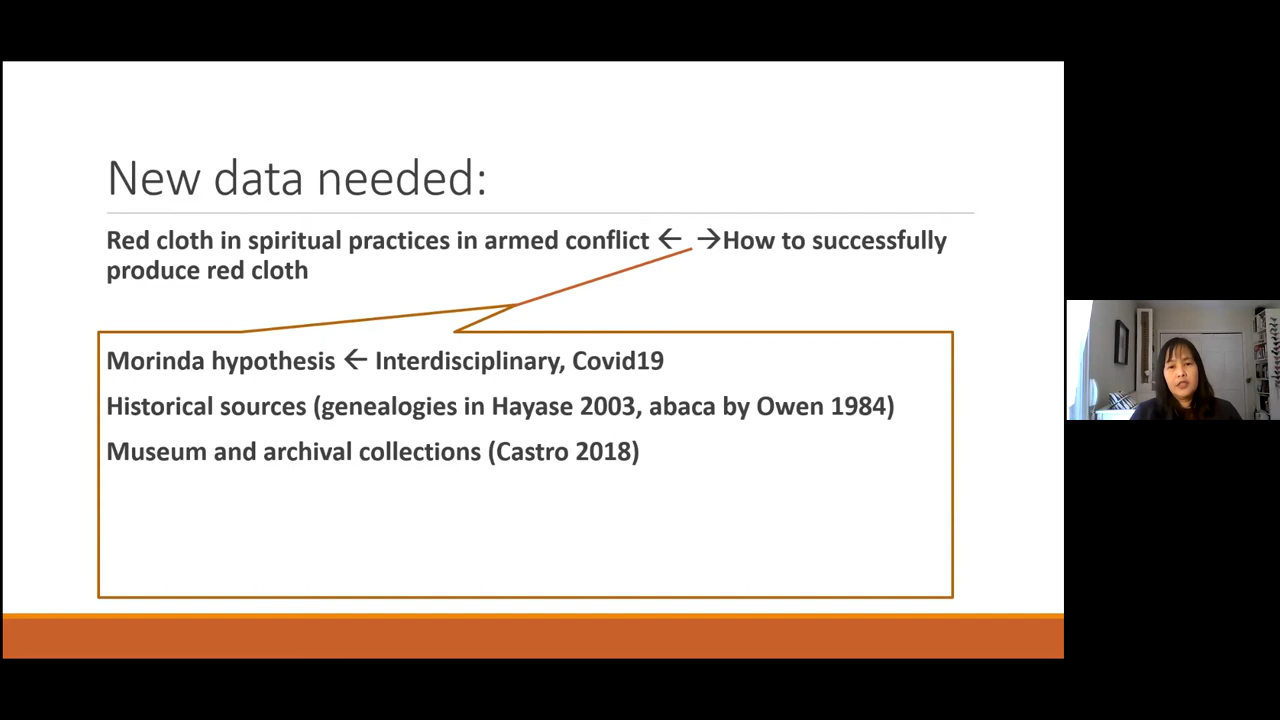 New data needed:
Red cloth in spiritual practices in armed conflict ← →How to successfully
produce red cloth
Morinda hypothesis ← Interdisciplinary, Covid19
Historical sources (genealogies in Hayase 2003, abaca by Owen 1984)
Museum and archival collections (Castro 2018)